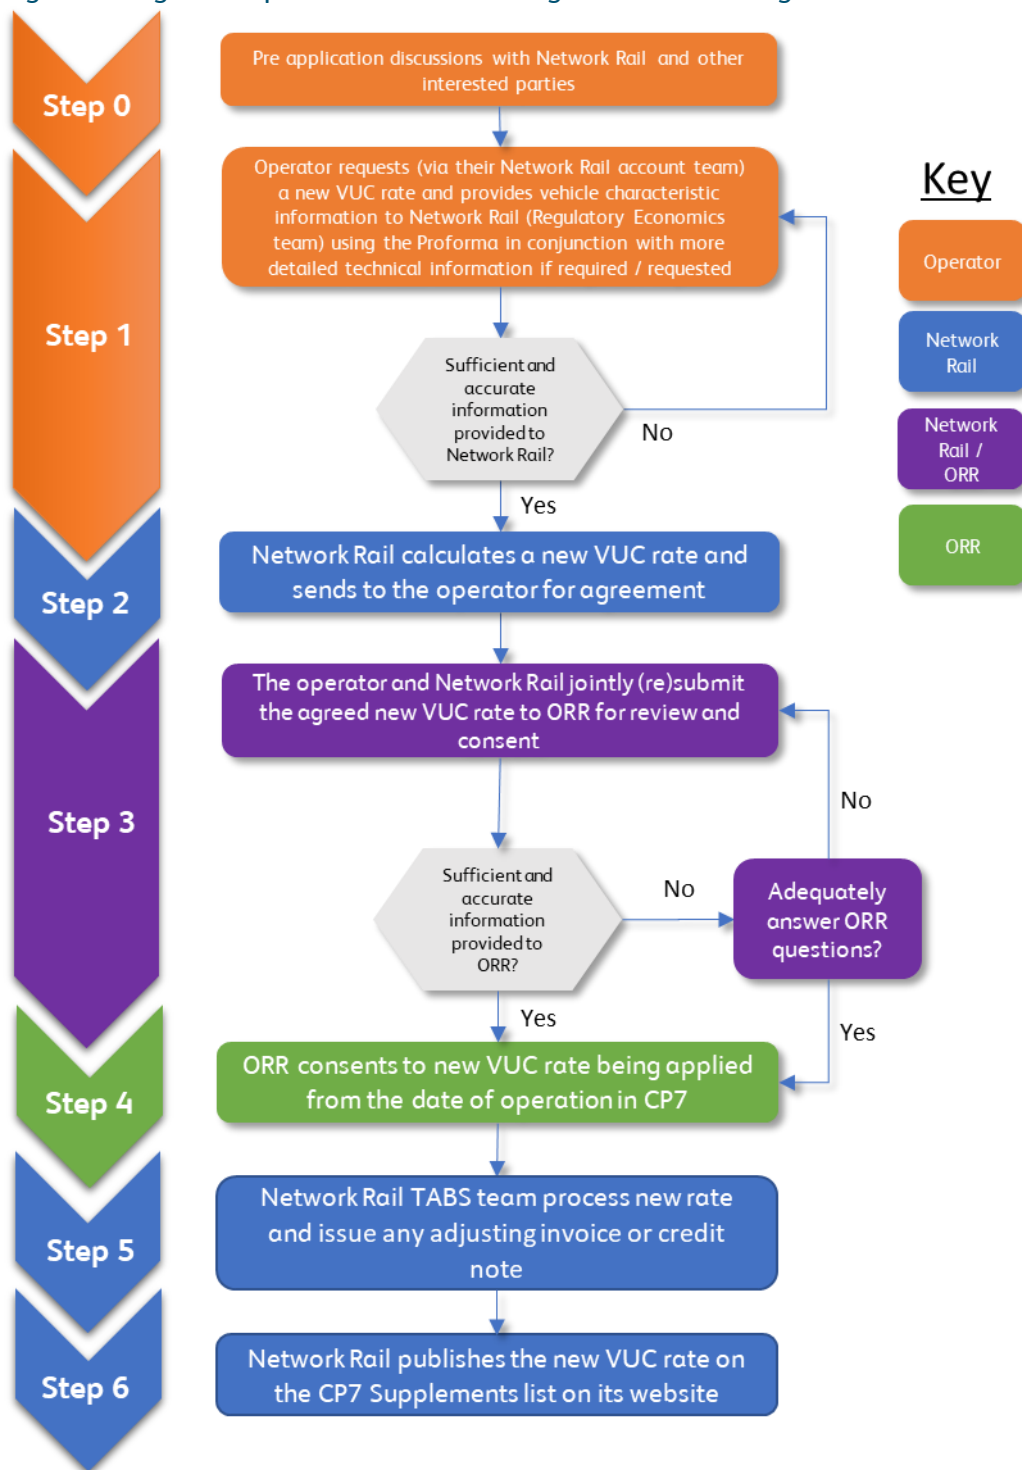 Step 0
Pre application discussions with Network Rail and other
interested parties
Step 1
Operator requests (via their Network Rail account team)
a new VUC rate and provides vehicle characteristic
information to Network Rail (Regulatory Economics
team) using the Proforma in conjunction with more
detailed technical information if required / requested
Sufficient and
accurate
information
provided to
Network Rail?
No
Yes
Key
Operator
Network
Rail
Network
Rail /
ORR
ORR
Step 2
Network Rail calculates a new VUC rate and
sends to the operator for agreement
Step 3
The operator and Network Rail jointly (re)submit
the agreed new VUC rate to ORR for review and
consent
Sufficient and
accurate
information
provided to
ORR?
No
Adequately
answer ORR
questions?
No
Yes
Yes
Step 4
ORR consents to new VUC rate being applied
from the date of operation in CP7
Step 5
Network Rail TABS team process new rate
and issue any adjusting invoice or credit
note
Step 6
Network Rail publishes the new VUC rate on
the CP7 Supplements list on its website